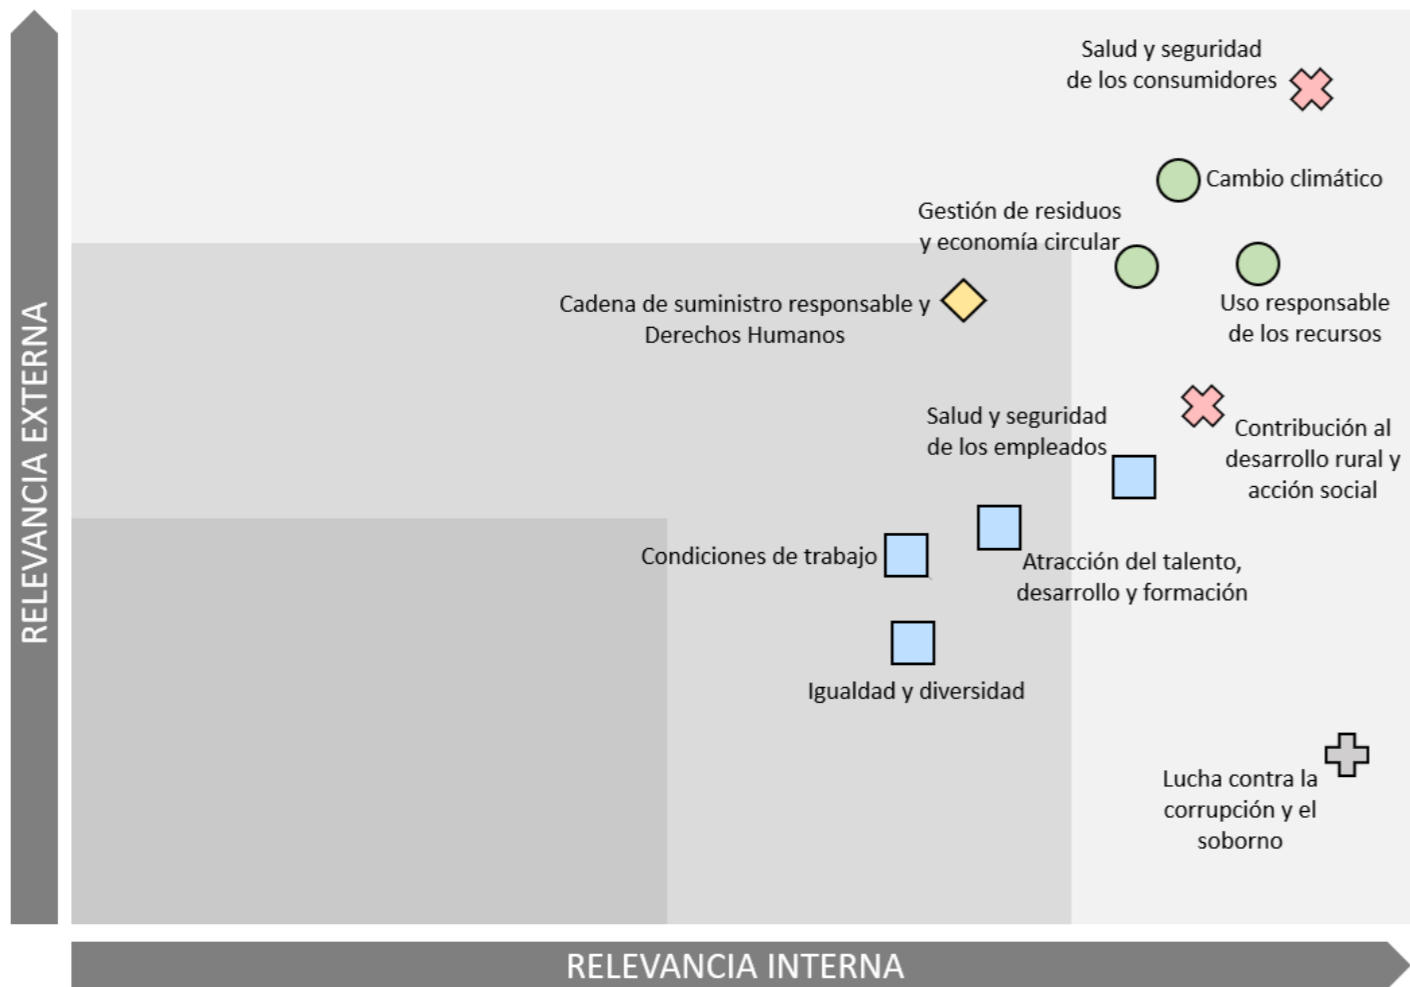 RELEVANCIA EXTERNA
Salud y seguridad
de los consumidores
Cambio climático
Gestión de residuos
y economía circular
Uso responsable
de los recursos
Cadena de suministro responsable y
Derechos Humanos
Salud y seguridad
de los empleados
Contribución al
desarrollo rural y
acción social
Condiciones de trabajo
Atracción del talento,
desarrollo y formación
Igualdad y diversidad
Lucha contra la
corrupción y el
soborno
RELEVANCIA INTERNA